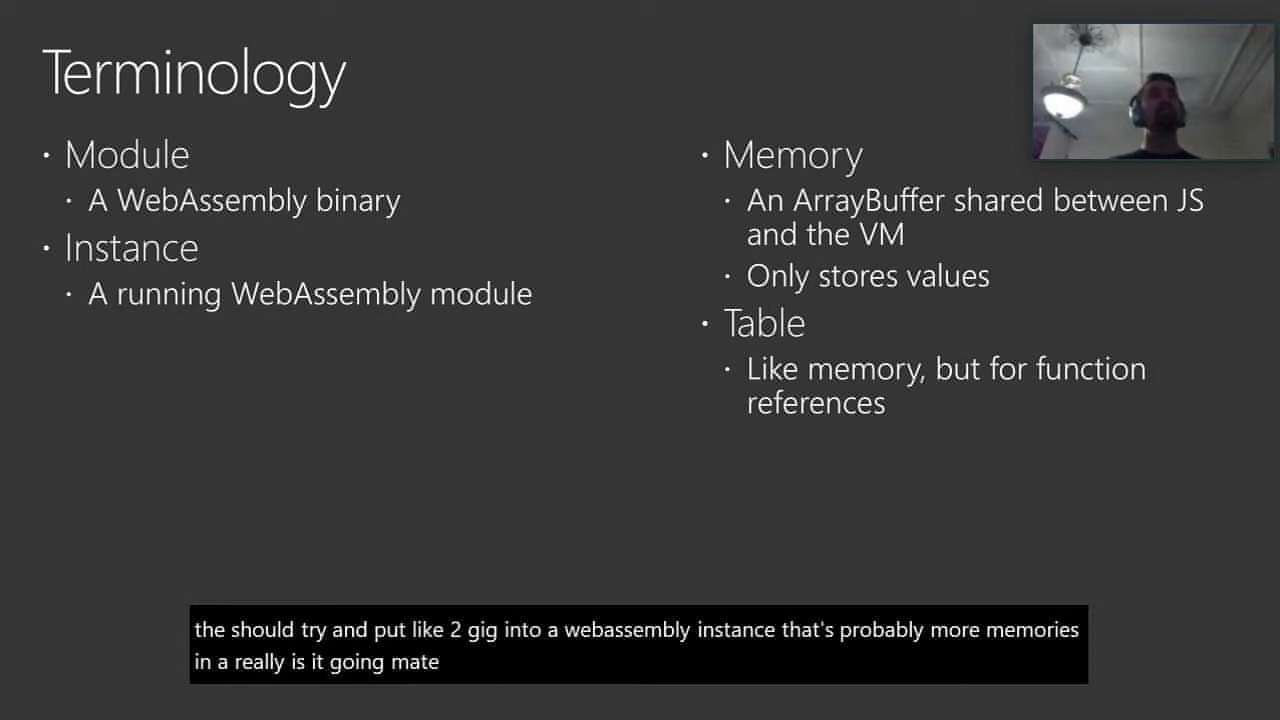 Terminology
Module
A WebAssembly binary
Instance
A running WebAssembly module
Memory
An ArrayBuffer shared between JS
and the VM
Only stores values
Table
Like memory, but for function
references
the should try and put like 2 gig into a webassembly instance that's probably more memories
in a really is it going mate